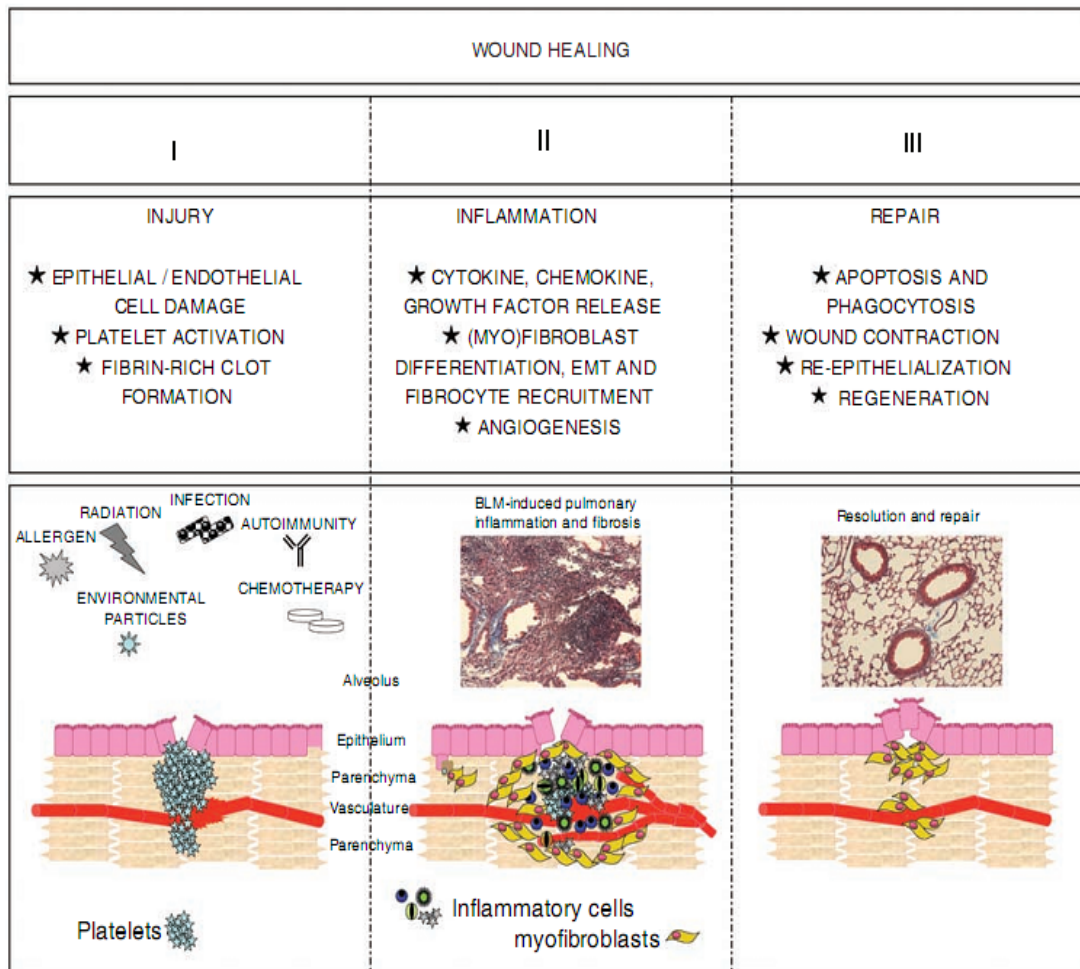 WOUND HEALING
I
II
III
INJURY
★ EPITHELIAL / ENDOTHELIAL
CELL DAMAGE
★ PLATELET ACTIVATION
★ FIBRIN-RICH CLOT
FORMATION
INFLAMMATION
★ CYTOKINE, CHEMOKINE,
GROWTH FACTOR RELEASE
★ (MYO)FIBROBLAST
DIFFERENTIATION, EMT AND
FIBROCYTE RECRUITMENT
★ ANGIOGENESIS
REPAIR
★ APOPTOSIS AND
PHAGOCYTOSIS
★ WOUND CONTRACTION
★ RE-EPITHELIALIZATION
★ REGENERATION
INFECTION
RADIATION
ALLERGEN
AUTOIMMUNITY
CHEMOTHERAPY
ENVIRONMENTAL
PARTICLES
BLM-induced pulmonary
inflammation and fibrosis
Resolution and repair
Alveolus
Epithelium
Parenchyma
Vasculature
Parenchyma
Platelets
Inflammatory cells
myofibroblasts